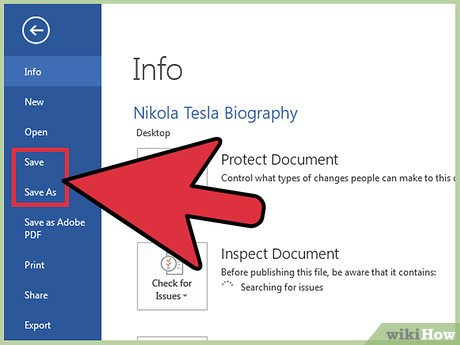 Info
New
Open
Save
Save As
Save as Adobe
PDF
Print
Share
Export
Info
Nikola Tesla Biography
Desktop
Protect Document
Control what types of changes people can make to this
Inspect Document
Before publishing this file, be aware that it contains:
Searching for issues
Check for
Issues
wikiHow